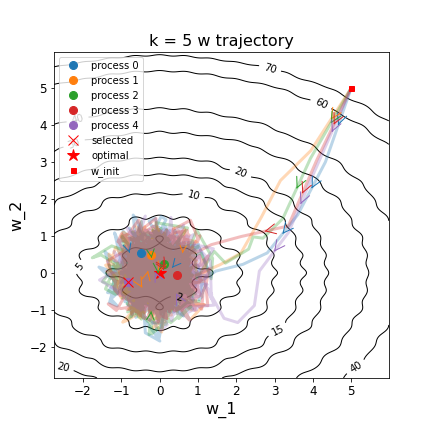 k = 5 w trajectory
process 0
process 1
process 2
process 3
process 4
selected
optimal
w_init
70
60
20
10
5
2
15
20
40
5
4
3
2
1
0
−1
−2
w_2
−2
−1
0
1
2
3
4
5
w_1